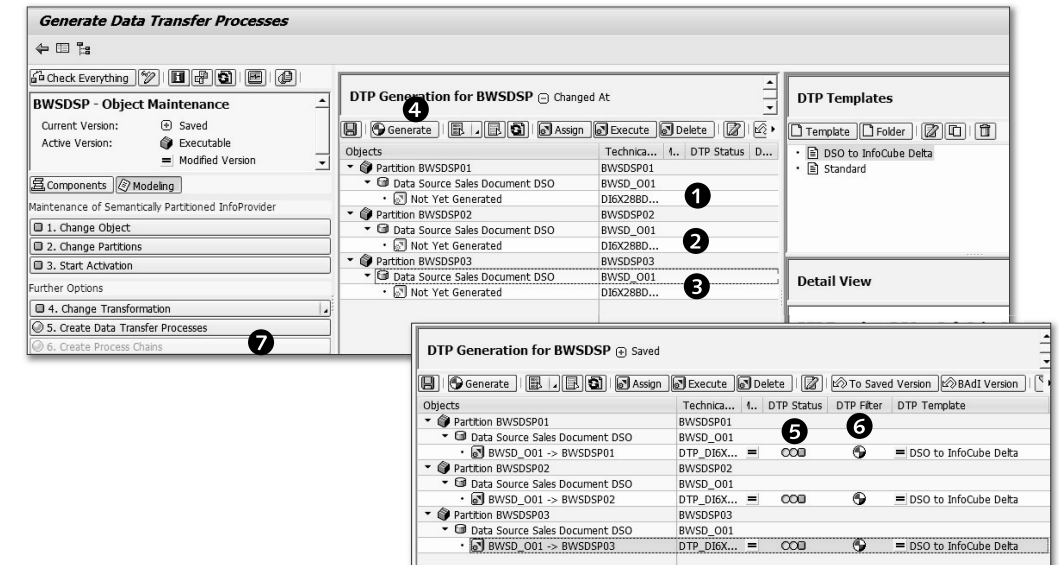 Generate Data Transfer Processes
Check Everything
BWSDSP - Object Maintenance
Current Version: Saved
Active Version: Executable
Modified Version
Components Modeling
Maintenance of Semantically Partitioned InfoProvider
1. Change Object
2. Change Partitions
3. Start Activation
Further Options
4. Change Transformation
5. Create Data Transfer Processes
6. Create Process Chains
7
DTP Generation for BWSDSP Changed At
4
Generate Assign Execute Delete
Objects Technica... DTP Status D...
Partition BWSDSP01 BWSDSP01
Data Source Sales Document DSO BWSD_O01
1
Not Yet Generated DI6X28BD...
Partition BWSDSP02 BWSDSP02
Data Source Sales Document DSO BWSD_O01
2
Not Yet Generated DI6X28BD...
Partition BWSDSP03 BWSDSP03
Data Source Sales Document DSO BWSD_O01
3
Not Yet Generated DI6X28BD...
DTP Templates
Template Folder
DSO to InfoCube Delta
Standard
Detail View
DTP Generation for BWSDSP Saved
Generate Assign Execute Delete To Saved Version BAdI Version
Objects Technica... DTP Status DTP Filter DTP Template
Partition BWSDSP01 BWSDSP01
5 6
Data Source Sales Document DSO BWSD_O01
BWSD_O01 -> BWSDSP01 DTP_DI6X... = DSO to InfoCube Delta
Partition BWSDSP02 BWSDSP02
Data Source Sales Document DSO BWSD_O01
BWSD_O01 -> BWSDSP02 DTP_DI6X... = DSO to InfoCube Delta
Partition BWSDSP03 BWSDSP03
Data Source Sales Document DSO BWSD_O01
BWSD_O01 -> BWSDSP03 DTP_DI6X... = DSO to InfoCube Delta